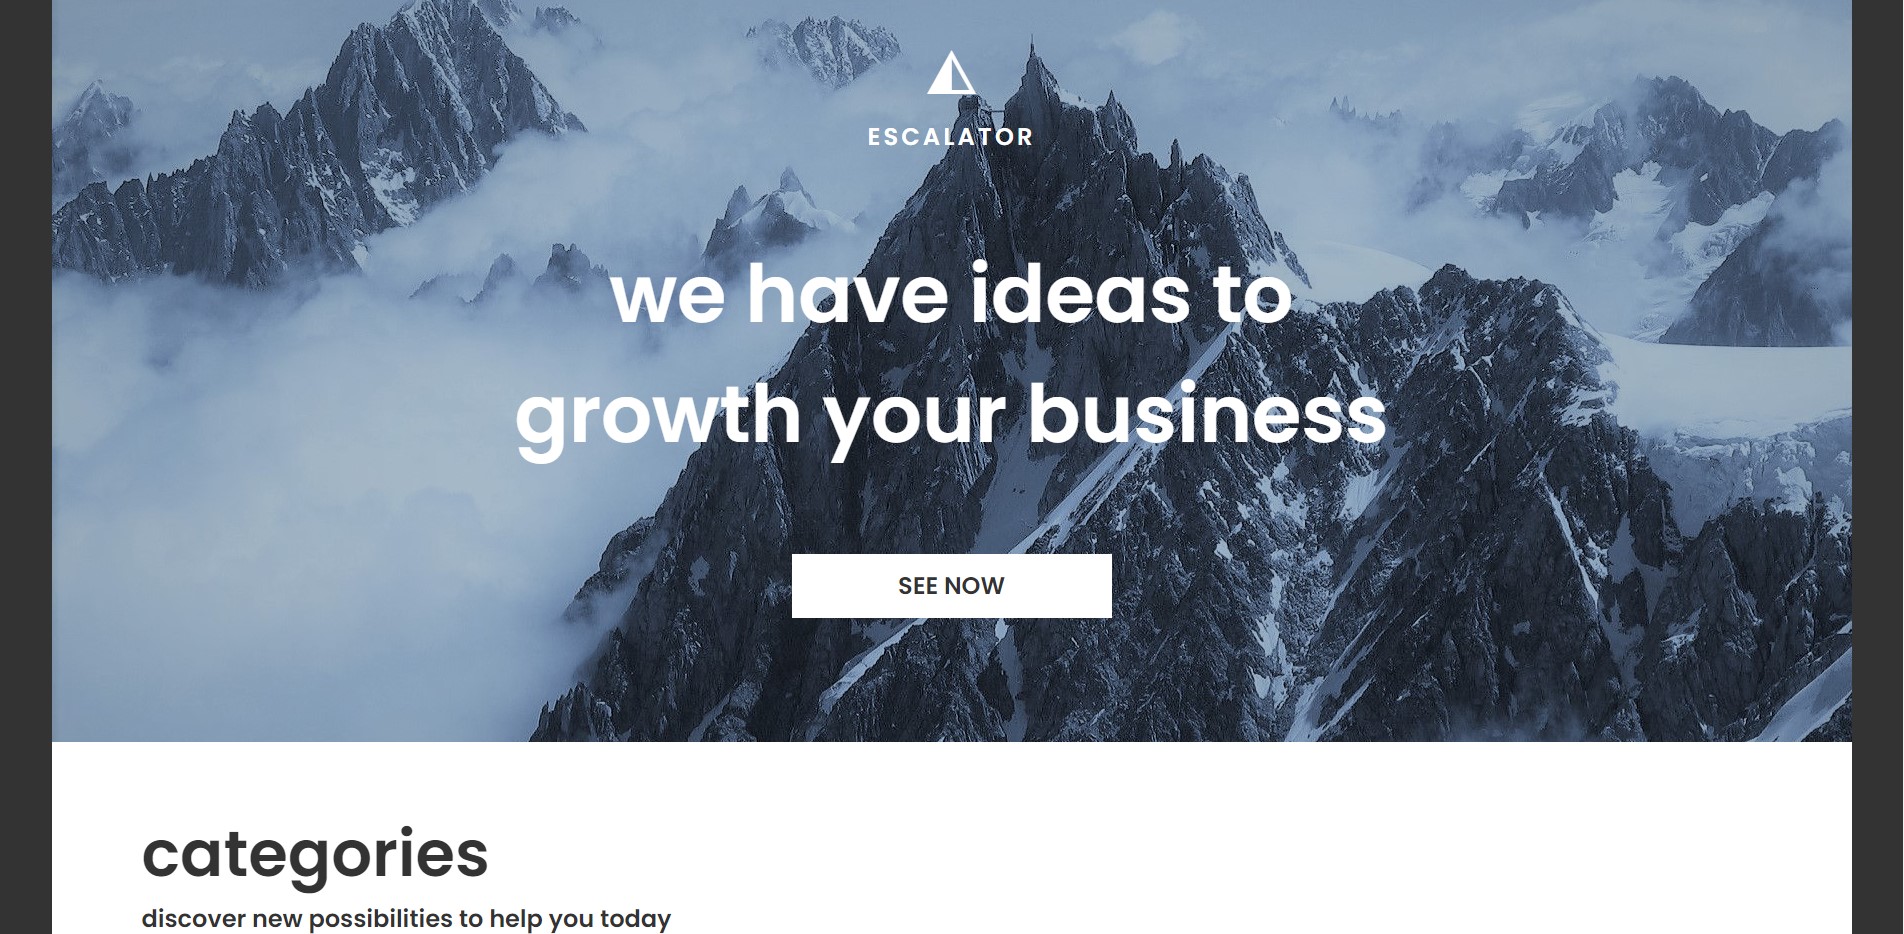 ESCALATOR
we have ideas to
growth your business
SEE NOW
categories
discover new possibilities to help you today